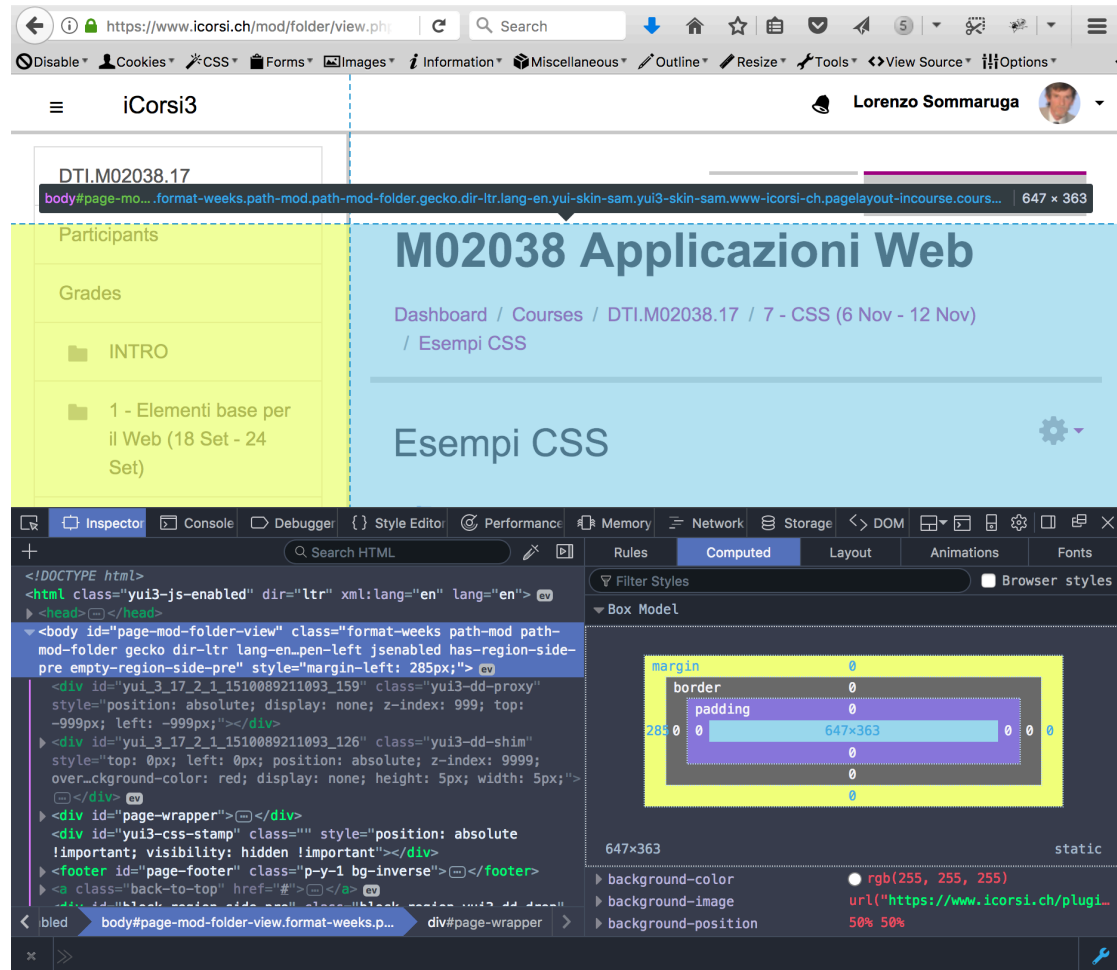 https://www.icorsi.ch/mod/folder/view.php
Search
5
Disable Cookies CSS Forms Images Information Miscellaneous Outline Resize Tools View Source Options
iCorsi3
Lorenzo Sommaruga
DTI.M02038.17
body#page-mo... .format-weeks.path-mod.path-mod-folder.gecko.dir-ltr.lang-en.yui-skin-sam.yui3-skin-sam.www-icorsi-ch.pagelayout-incourse.cours... 647 × 363
Participants
Grades
INTRO
1 - Elementi base per
il Web (18 Set - 24
Set)
M02038 Applicazioni Web
Dashboard / Courses / DTI.M02038.17 / 7 - CSS (6 Nov - 12 Nov)
/ Esempi CSS
Esempi CSS
Inspector Console Debugger {} Style Editor Performance Memory Network Storage DOM
Search HTML
<!DOCTYPE html>
<html class="yui3-js-enabled" dir="ltr" xml:lang="en" lang="en"> ev
<head></head>
<body id="page-mod-folder-view" class="format-weeks path-mod path-
mod-folder gecko dir-ltr lang-en…pen-left jsenabled has-region-side-
pre empty-region-side-pre" style="margin-left: 285px;"> ev
<div id="yui_3_17_2_1_1510089211093_159" class="yui3-dd-proxy"
style="position: absolute; display: none; z-index: 999; top:
-999px; left: -999px;"></div>
<div id="yui_3_17_2_1_1510089211093_126" class="yui3-dd-shim"
style="top: 0px; left: 0px; position: absolute; z-index: 9999;
over…ckground-color: red; display: none; height: 5px; width: 5px;">
</div> ev
<div id="page-wrapper"></div>
<div id="yui3-css-stamp" class="" style="position: absolute
!important; visibility: hidden !important"></div>
<footer id="page-footer" class="p-y-1 bg-inverse"></footer>
<a class="back-to-top" href="#"></a> ev
bled body#page-mod-folder-view.format-weeks.p... div#page-wrapper
Rules Computed Layout Animations Fonts
Filter Styles Browser styles
Box Model
margin 0
border 0
padding 0
285 0 0 647×363 0 0 0
0
0
0
647×363 static
background-color rgb(255, 255, 255)
background-image url("https://www.icorsi.ch/plugi…
background-position 50% 50%